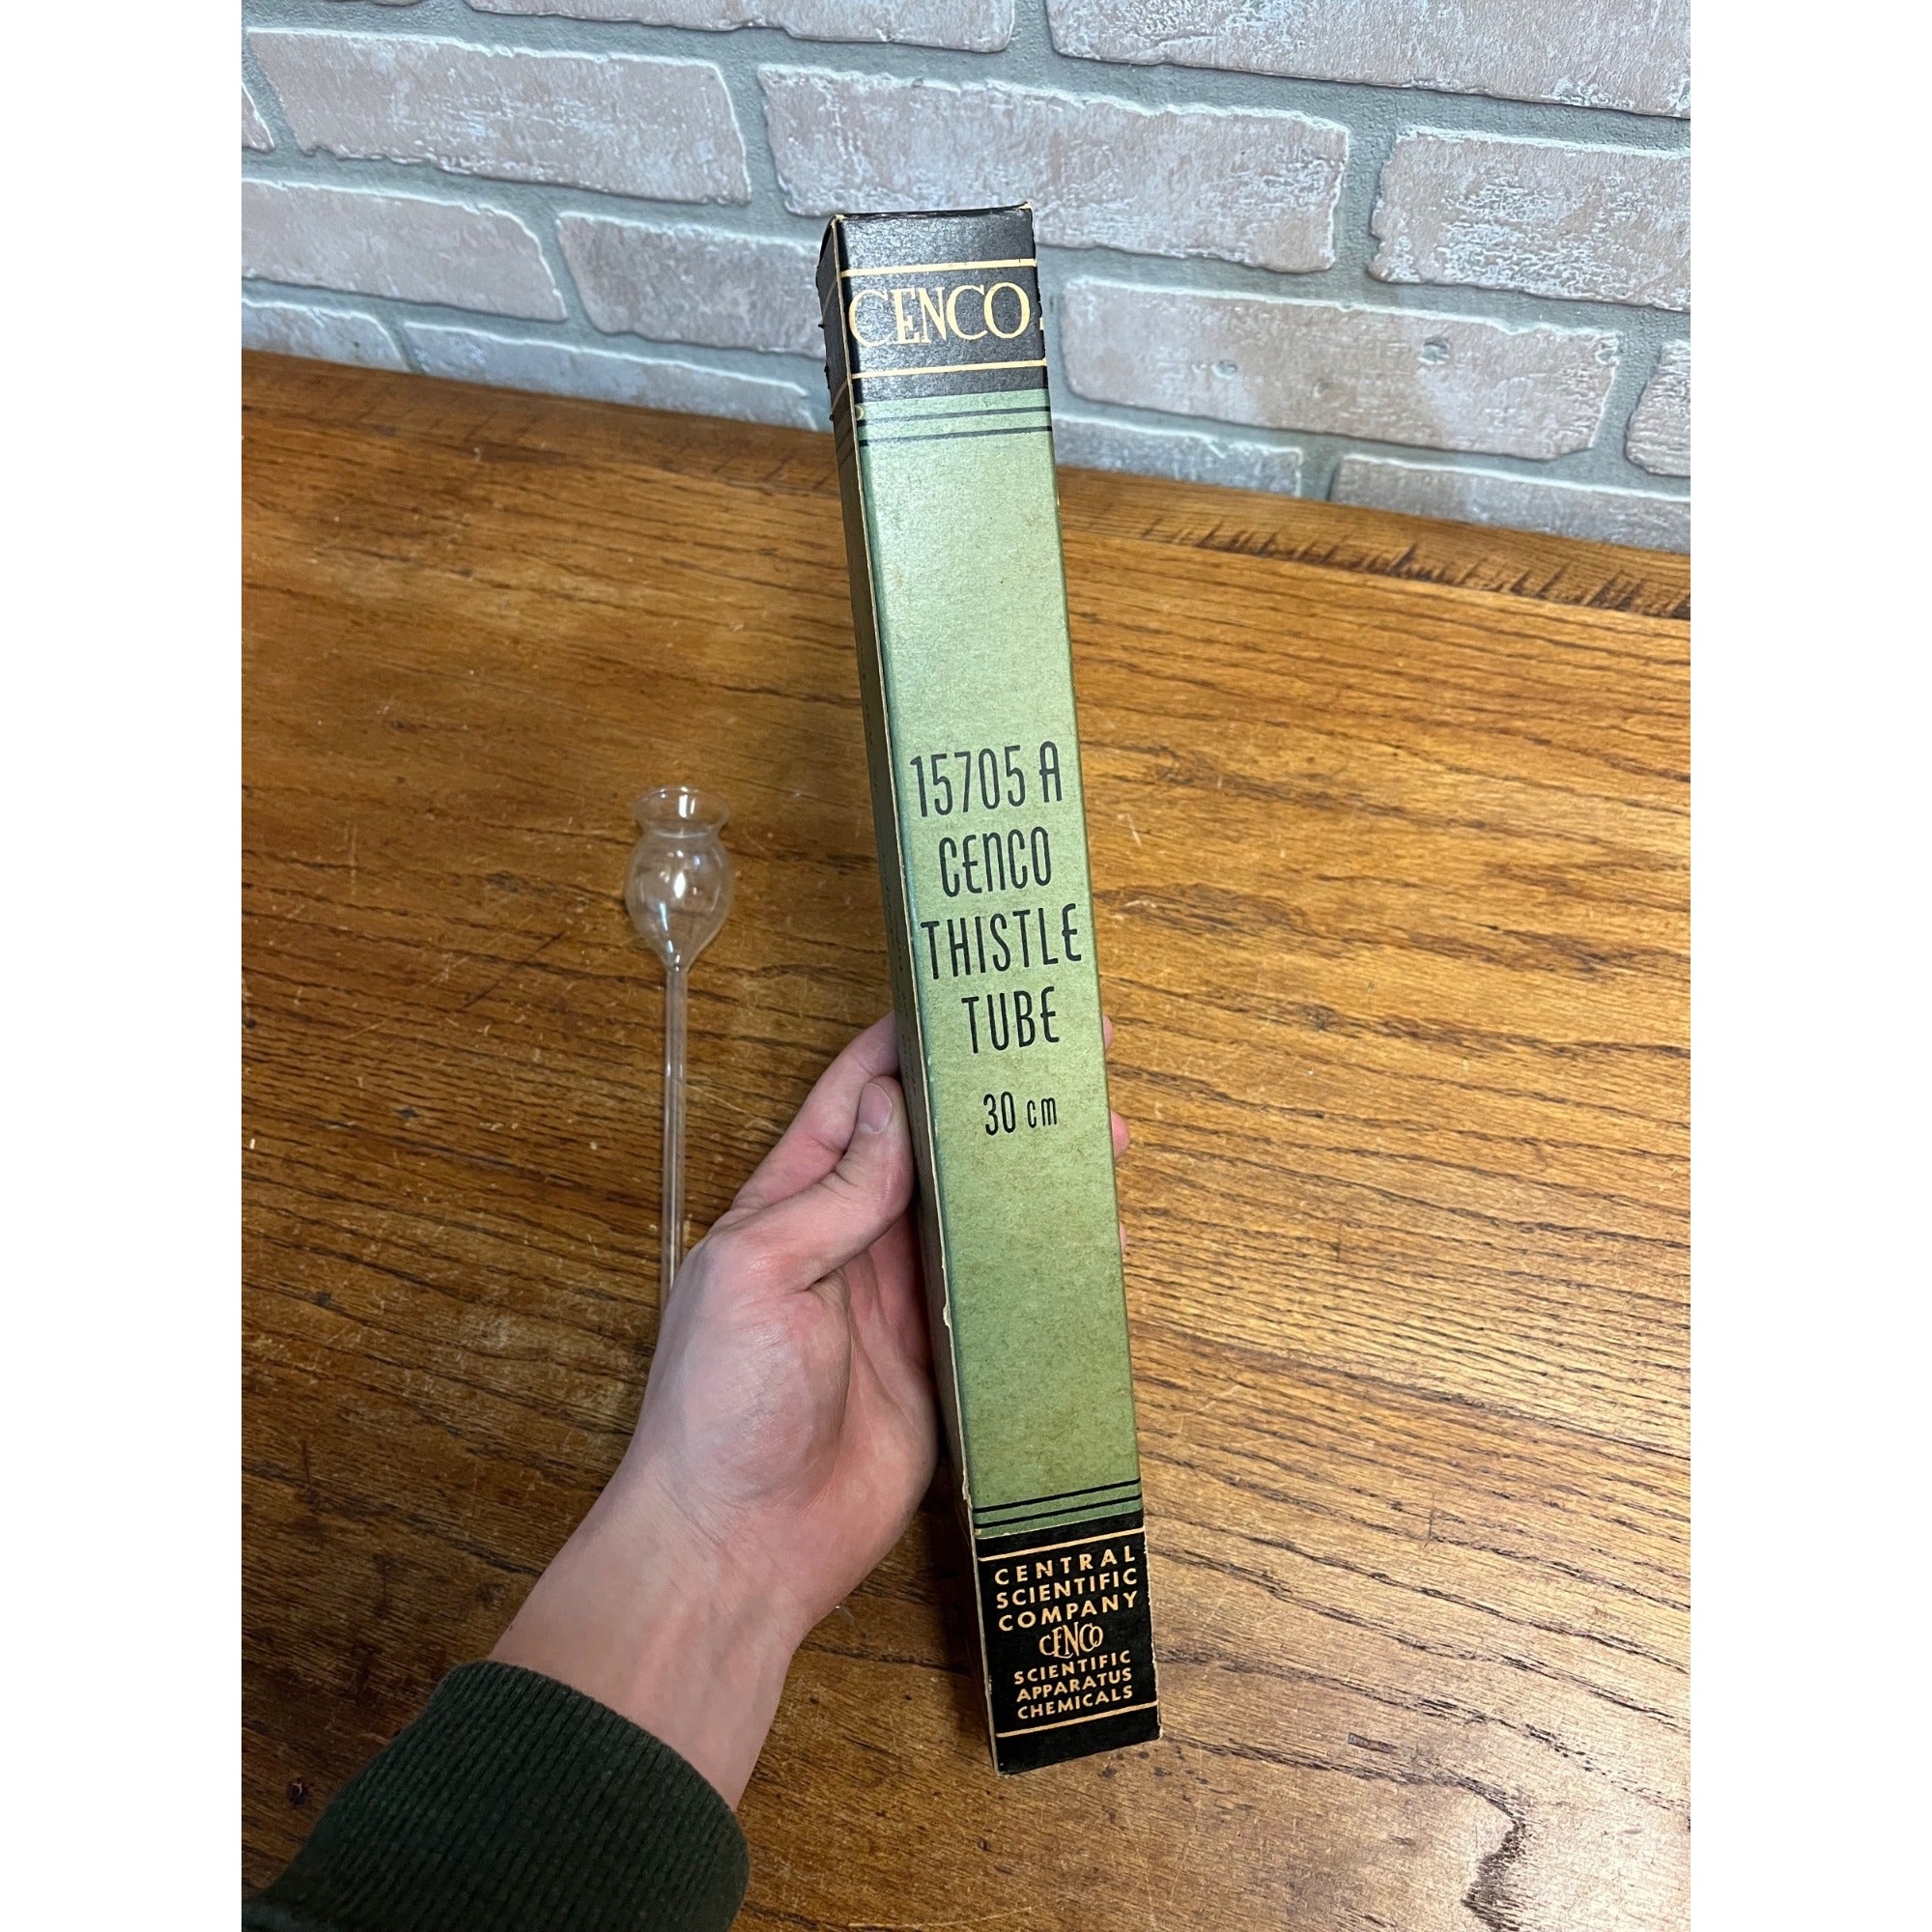 CENCO
15705 A
CENCO
THISTLE
TUBE
30 cm
CENTRAL
SCIENTIFIC
COMPANY
CENCO
SCIENTIFIC
APPARATUS
CHEMICALS